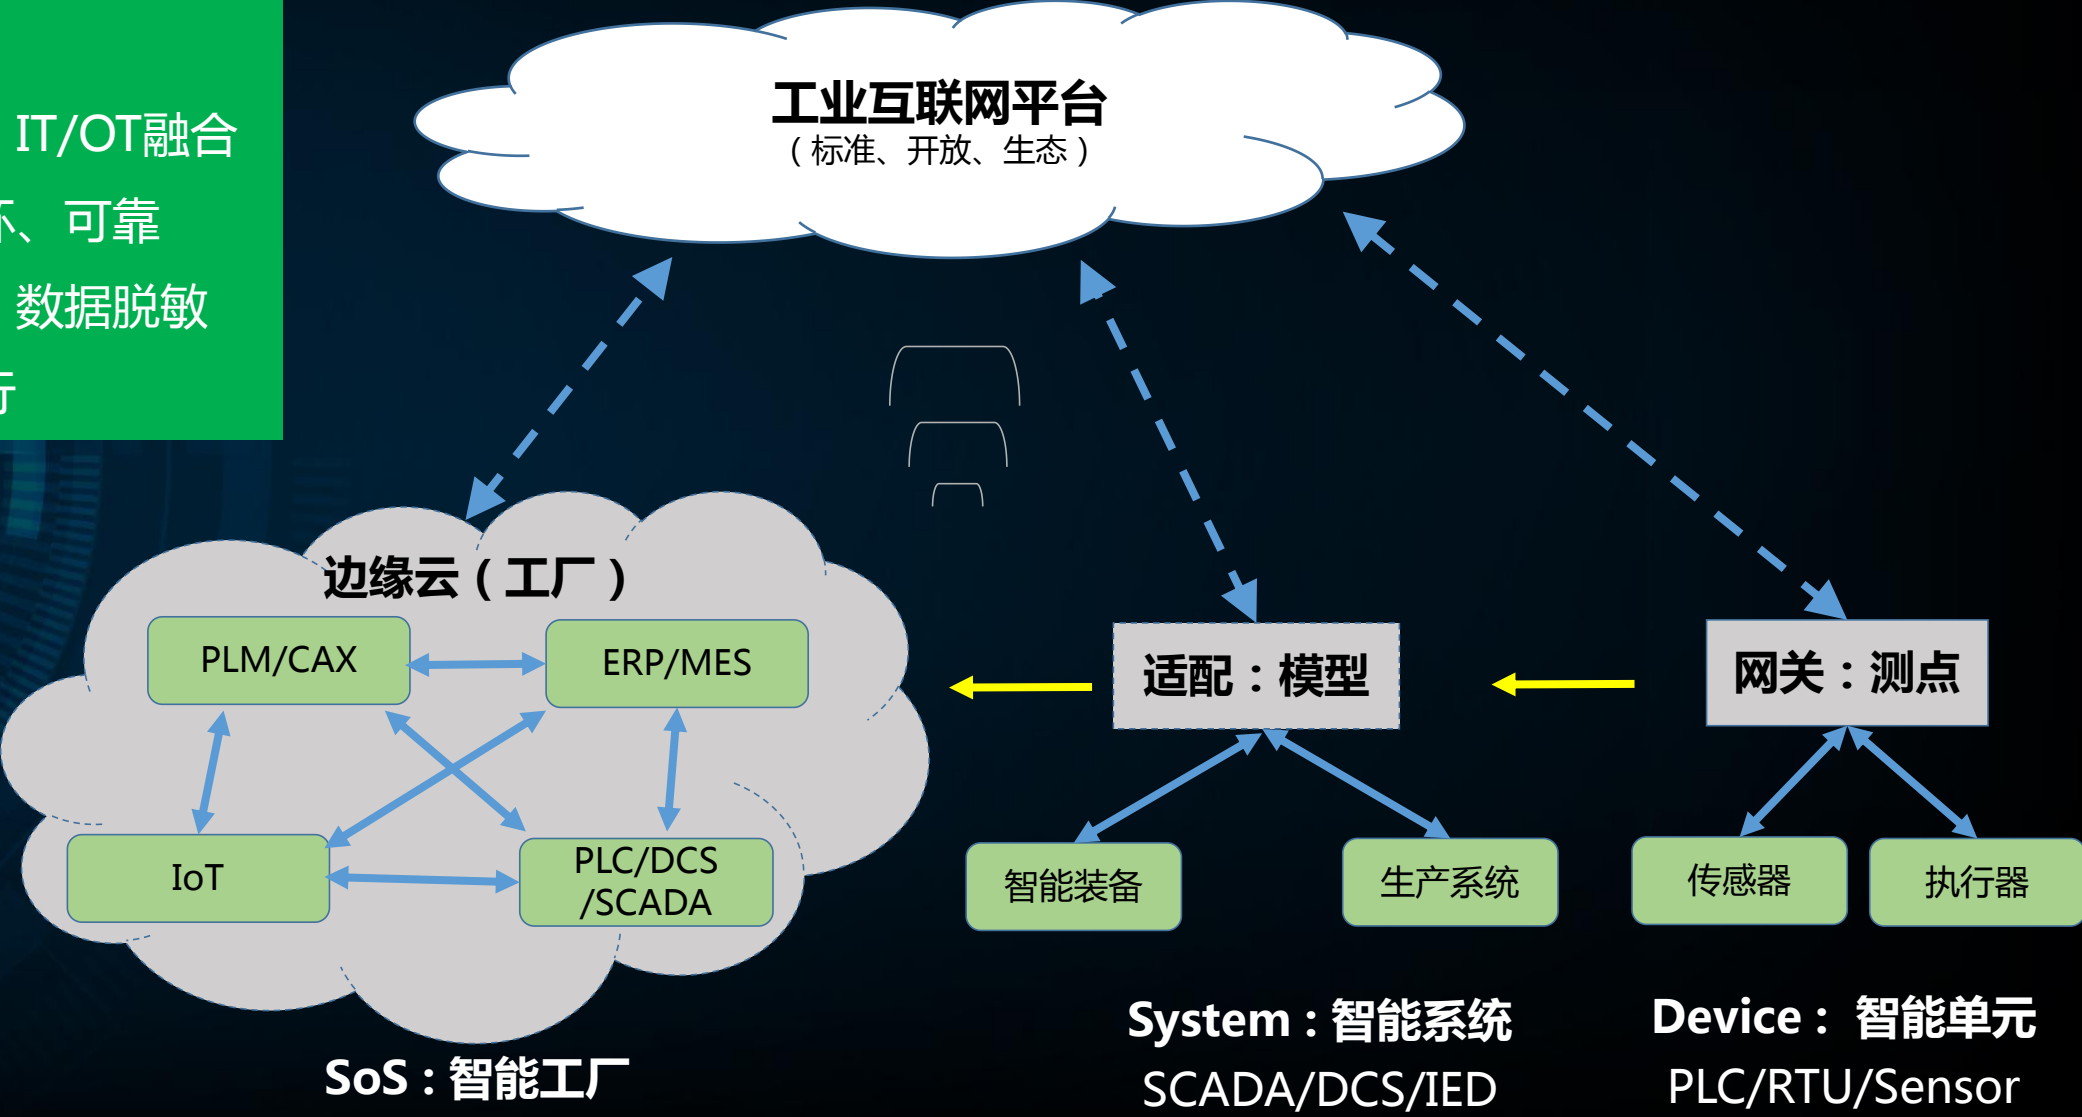 IT/OT融合
环、可靠
数据脱敏
行
工业互联网平台
（标准、开放、生态）
边缘云（工厂）
PLM/CAX
ERP/MES
IoT
PLC/DCS
/SCADA
适配：模型
网关：测点
智能装备
生产系统
传感器
执行器
SoS：智能工厂
System：智能系统
SCADA/DCS/IED
Device： 智能单元
PLC/RTU/Sensor